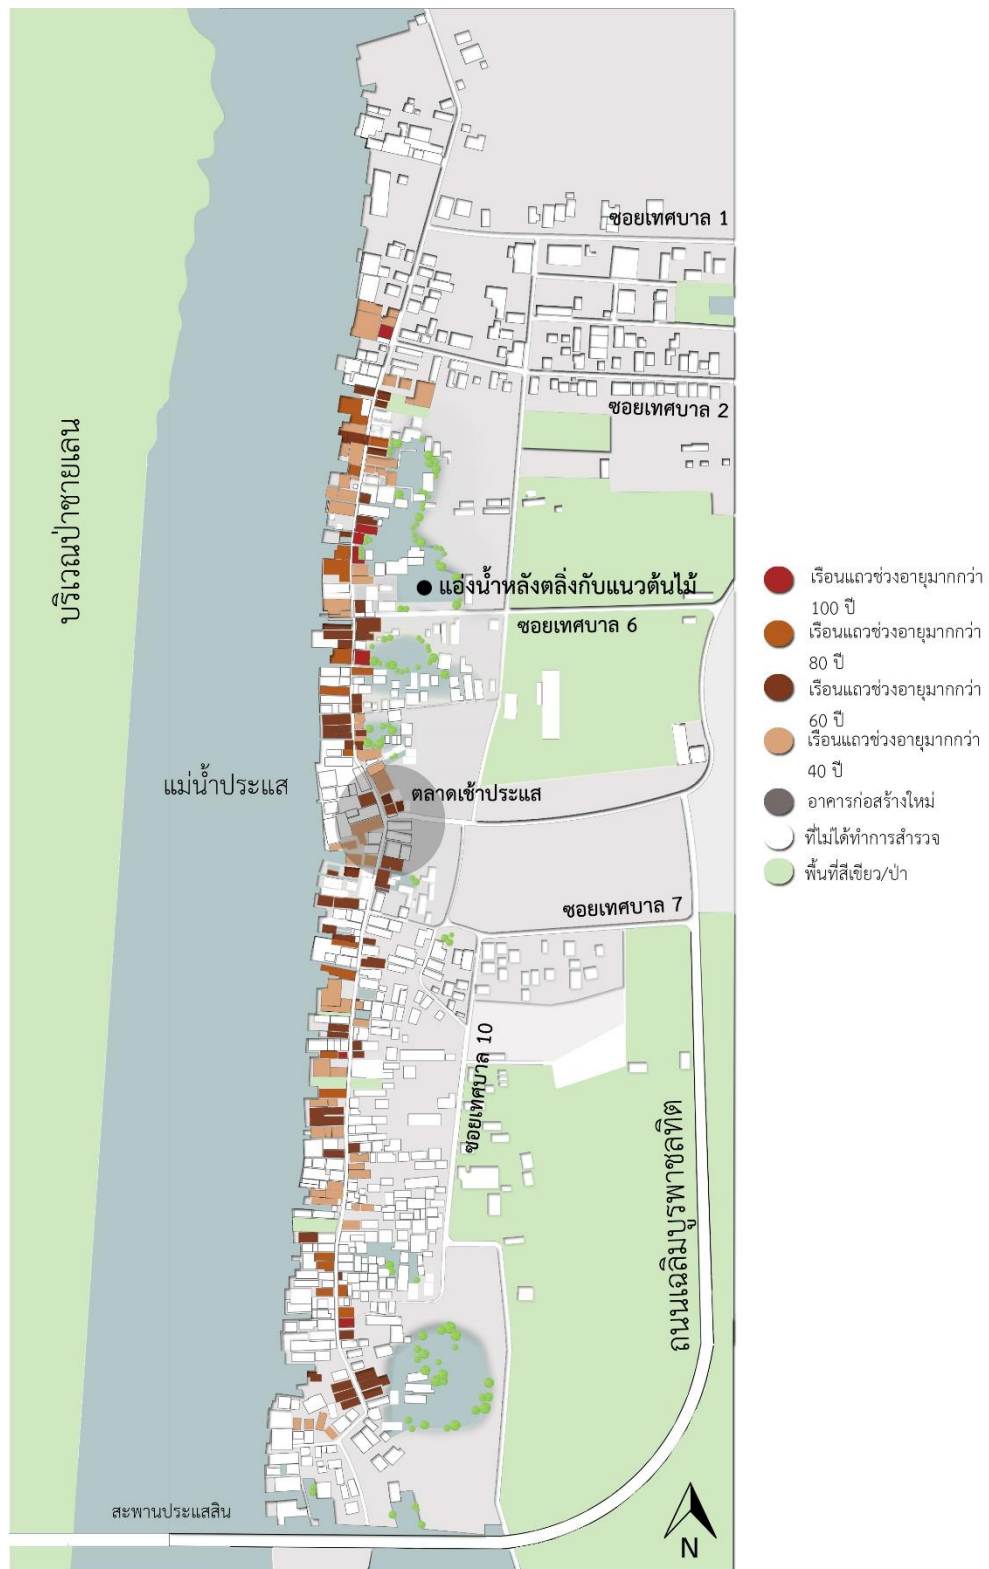 ซอยเทศบาล 1
ซอยเทศบาล 2
บริเวณป่าชายเลน
แอ่งน้ำหลังตลิ่งกับแนวต้นไม้
ซอยเทศบาล 6
แม่น้ำประแส
ตลาดเช้าประแส
ซอยเทศบาล 7
ซอยเทศบาล 10
ถนนเฉลิมบูรพาชลทิต
สะพานประแสสิน
N
เรือนแถวช่วงอายุมากกว่า
100 ปี
เรือนแถวช่วงอายุมากกว่า
80 ปี
เรือนแถวช่วงอายุมากกว่า
60 ปี
เรือนแถวช่วงอายุมากกว่า
40 ปี
อาคารก่อสร้างใหม่
ที่ไม่ได้ทำการสำรวจ
พื้นที่สีเขียว/ป่า